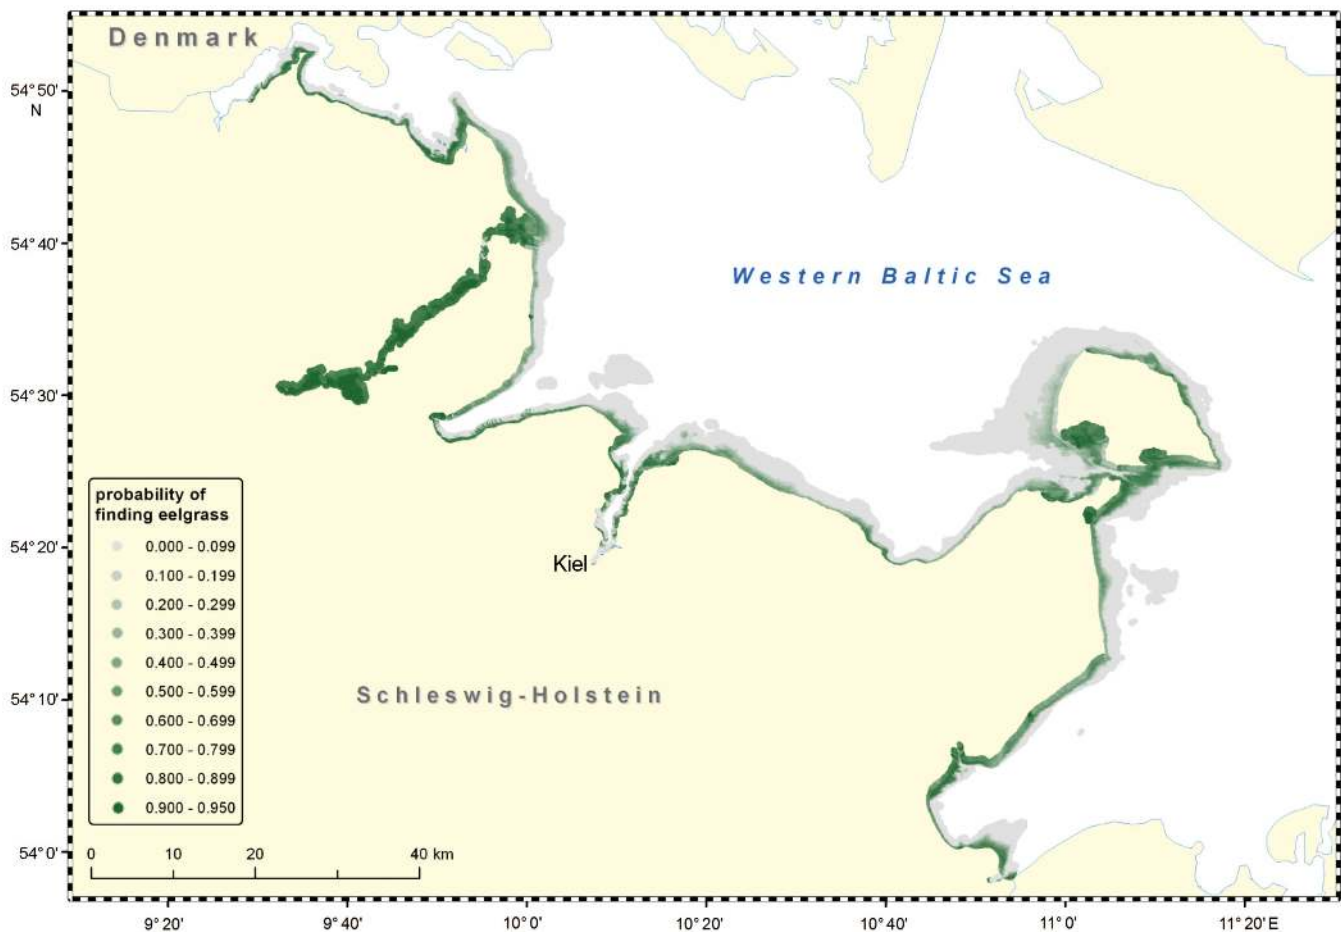 Denmark
54° 50'
N
54° 40'
Western Baltic Sea
54° 30'
probability of
finding eelgrass
0.000 - 0.099
0.100 - 0.199
0.200 - 0.299
0.300 - 0.399
0.400 - 0.499
0.500 - 0.599
0.600 - 0.699
0.700 - 0.799
0.800 - 0.899
0.900 - 0.950
54° 20'
Kiel
54° 10'
Schleswig-Holstein
54° 0'
0 10 20 40 km
9° 20' 9° 40' 10° 0' 10° 20' 10° 40' 11° 0' 11° 20' E